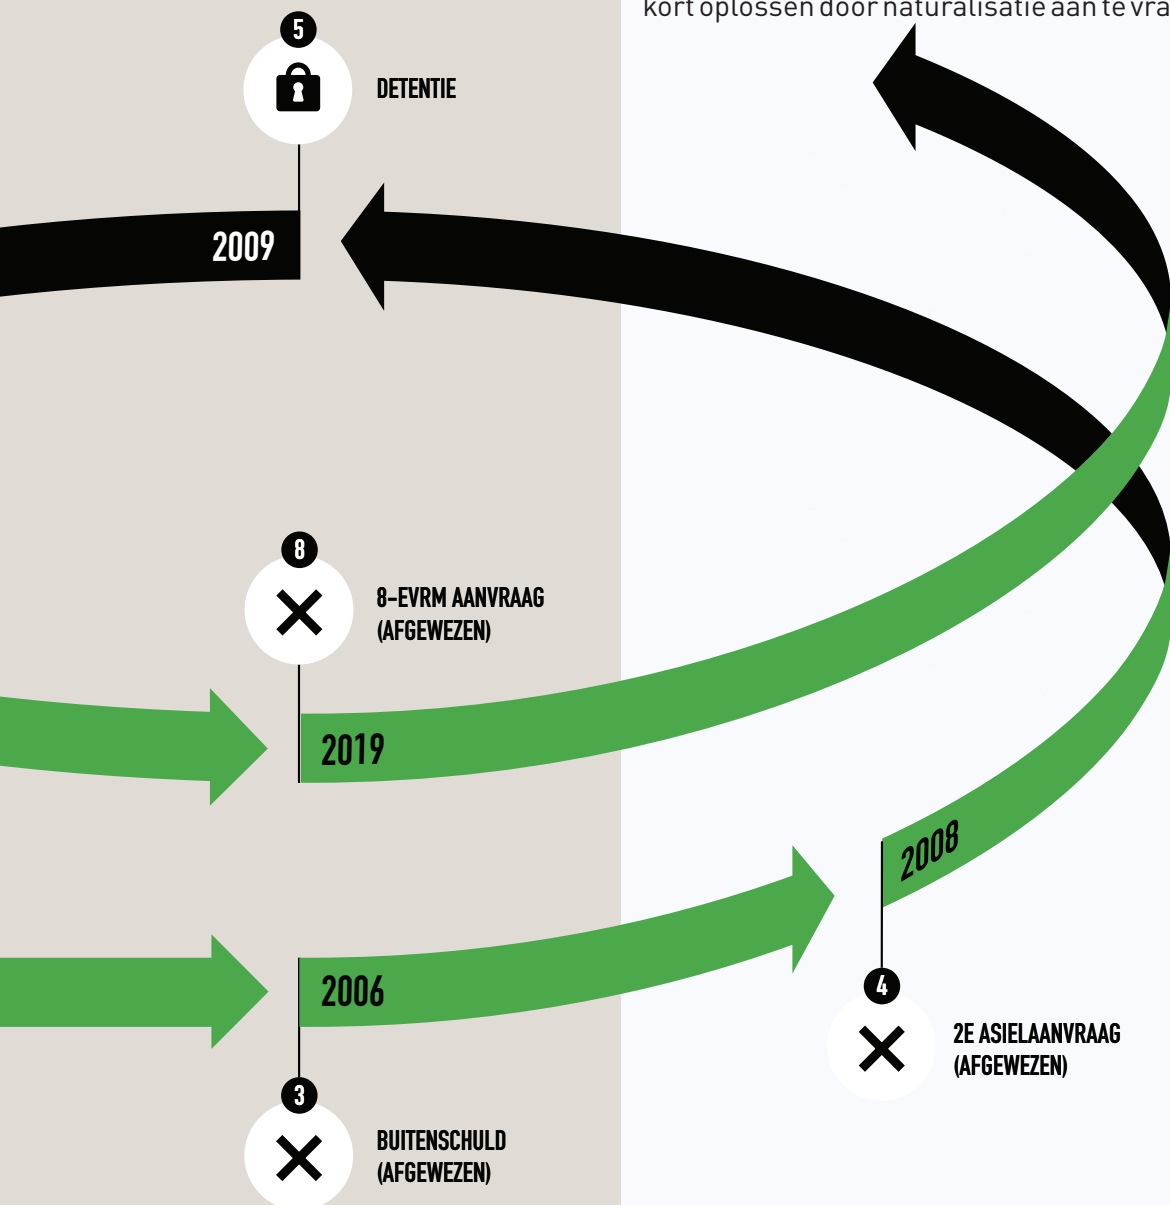 kort oplossen door naturalisatie aan te vra
5
DETENTIE
2009
8
8-EVRM AANVRAAG
(AFGEWEZEN)
2019
2008
2006
4
2E ASIELAANVRAAG
(AFGEWEZEN)
3
BUITENSCHULD
(AFGEWEZEN)